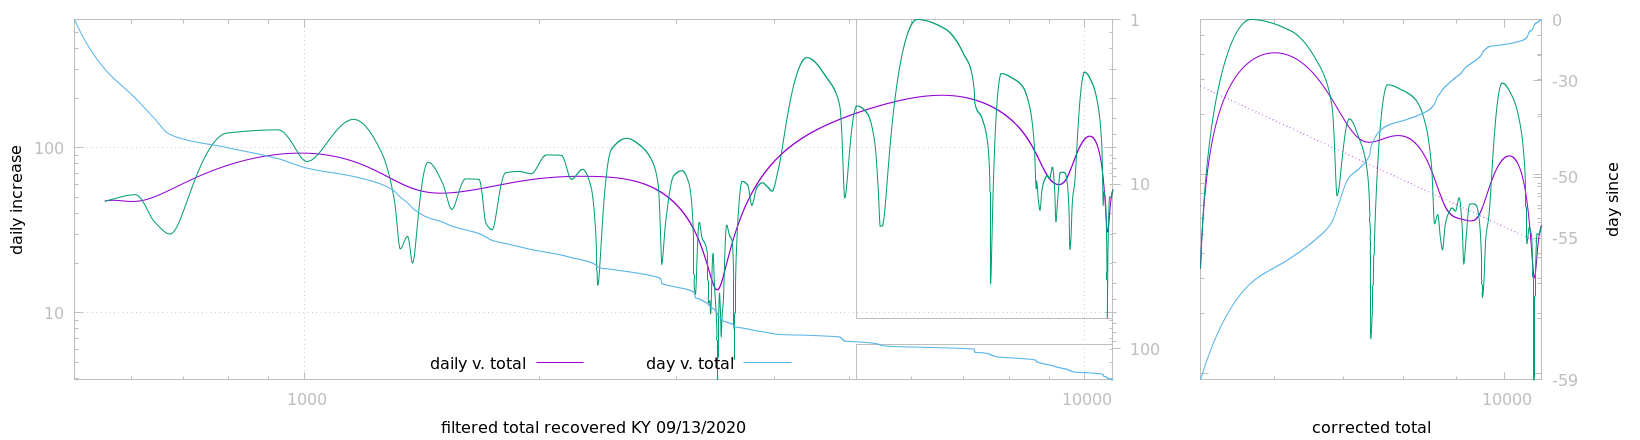 daily increase
100
10
1000
10000
1
10
100
daily v. total
day v. total
filtered total recovered KY 09/13/2020
0
-30
-50
-55
-59
day since
10000
corrected total